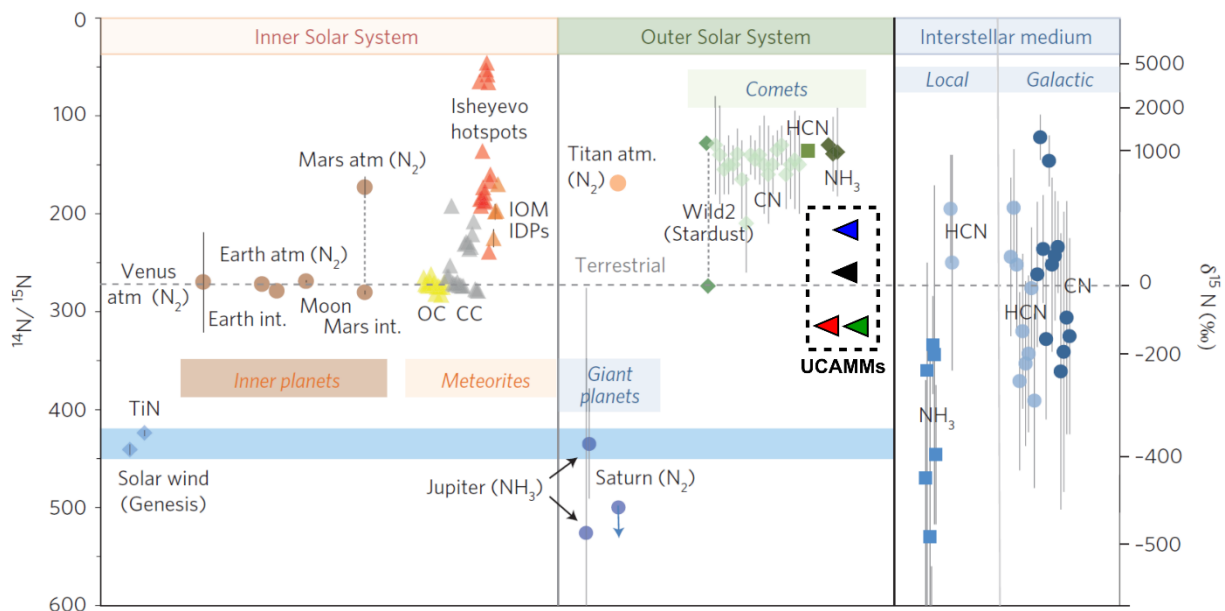 Inner Solar System
Outer Solar System
Interstellar medium
Local
Galactic
Comets
0
100
200
300
400
500
600
¹⁴N/ ¹⁵N
5000
2000
1000
0
–200
–400
–500
δ¹⁵ N (‰)
Isheyevo
hotspots
Mars atm (N₂)
Titan atm.
(N₂)
HCN
NH₃
CN
Wild2
(Stardust)
IOM
IDPs
Earth atm (N₂)
Venus
atm (N₂)
Terrestrial
Earth int.
Moon
Mars int.
OC
CC
UCAMMs
HCN
HCN
CN
NH₃
Inner planets
Meteorites
Giant
planets
TiN
Solar wind
(Genesis)
Jupiter (NH₃)
Saturn (N₂)